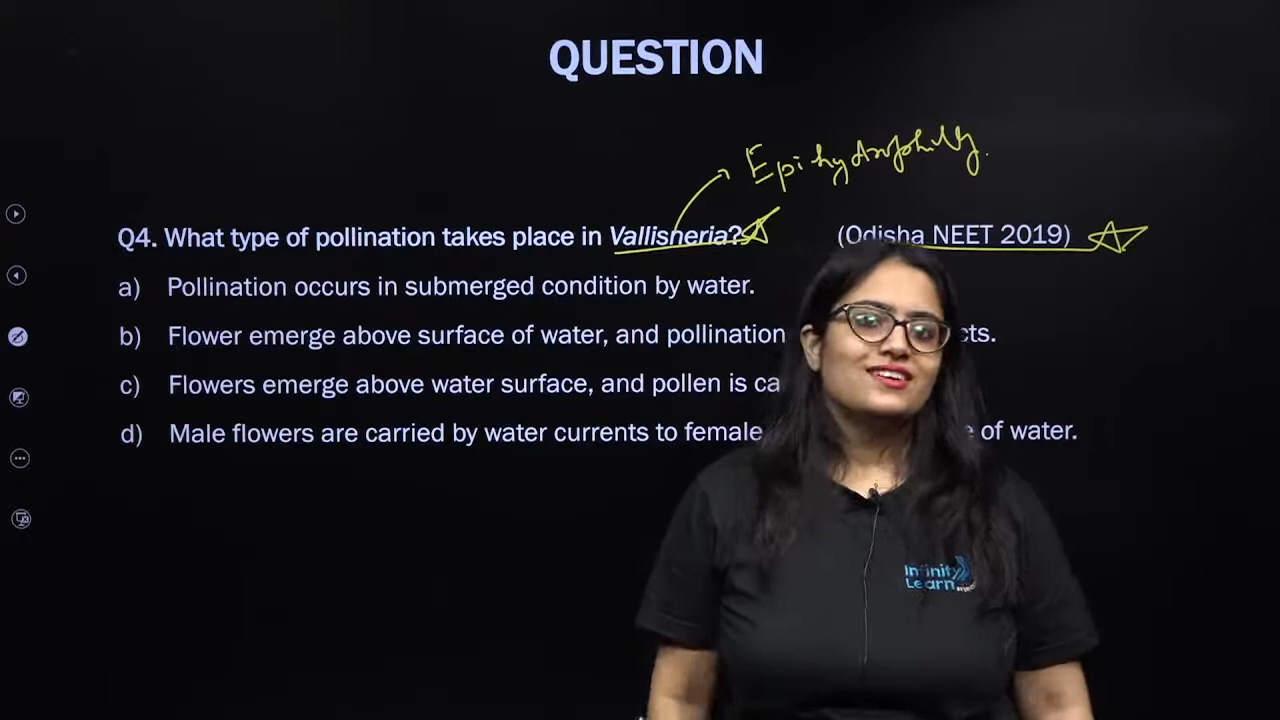 QUESTION
Epihydrophily.
Q4. What type of pollination takes place in Vallisneria? (Odisha NEET 2019)
a) Pollination occurs in submerged condition by water.
b) Flower emerge above surface of water, and pollination cts.
c) Flowers emerge above water surface, and pollen is ca
d) Male flowers are carried by water currents to female e of water.
Infinity
Learn